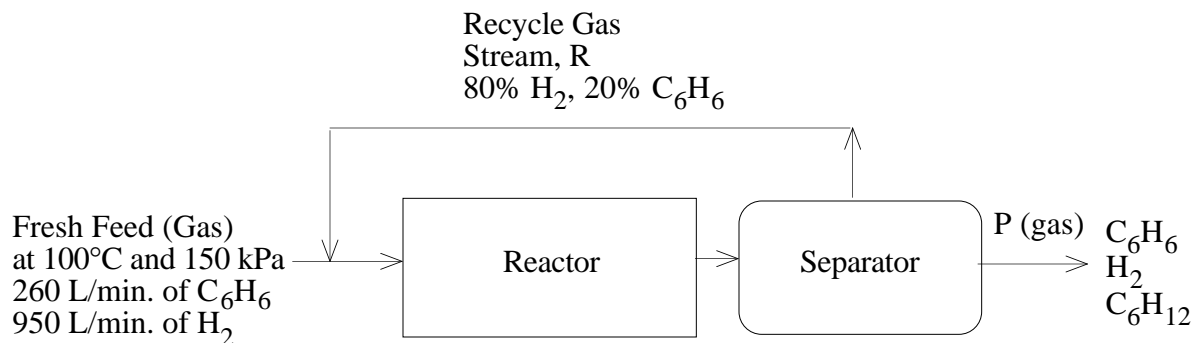 Recycle Gas
Stream, R
80% H₂, 20% C₆H₆
Fresh Feed (Gas)
at 100°C and 150 kPa
260 L/min. of C₆H₆
950 L/min. of H₂
Reactor
Separator
P (gas)
C₆H₆
H₂
C₆H₁₂